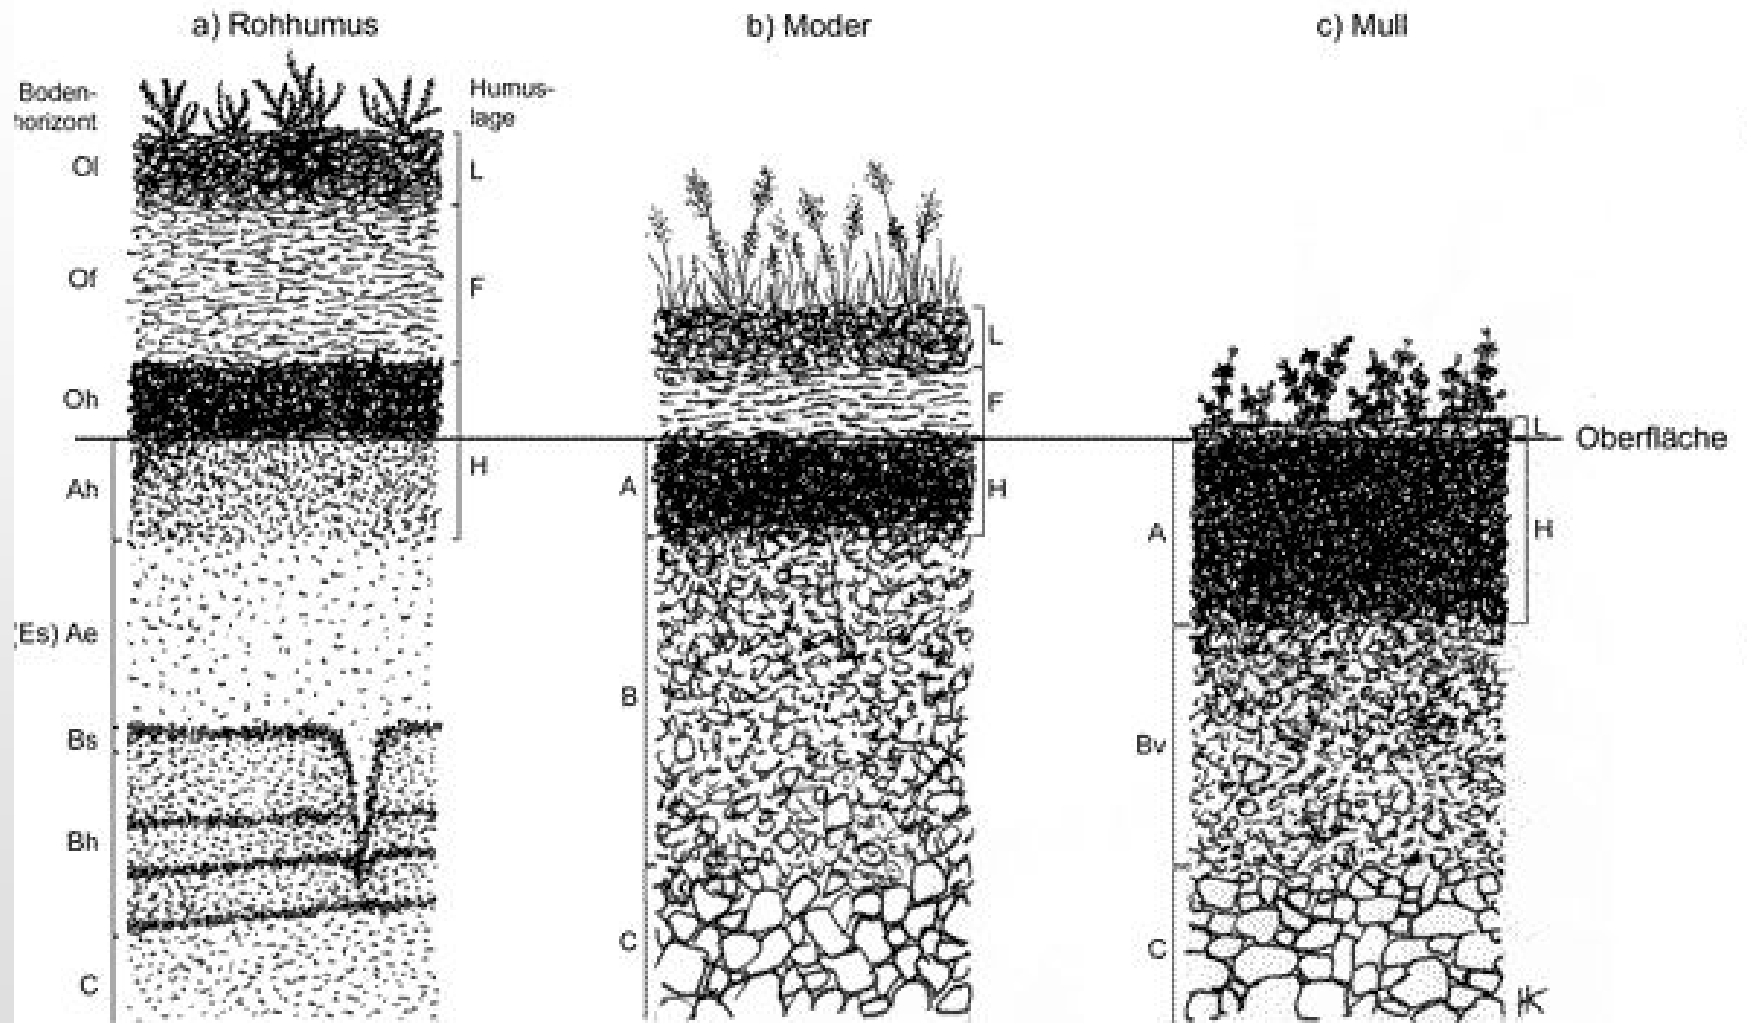 a) Rohhumus
b) Moder
c) Mull
Boden-
horizont
Humus-
lage
Ol
L
Of
F
Oh
H
Ah
(Es) Ae
Bs
Bh
C
L
F
A
H
B
C
L
Oberfläche
A
H
Bv
C